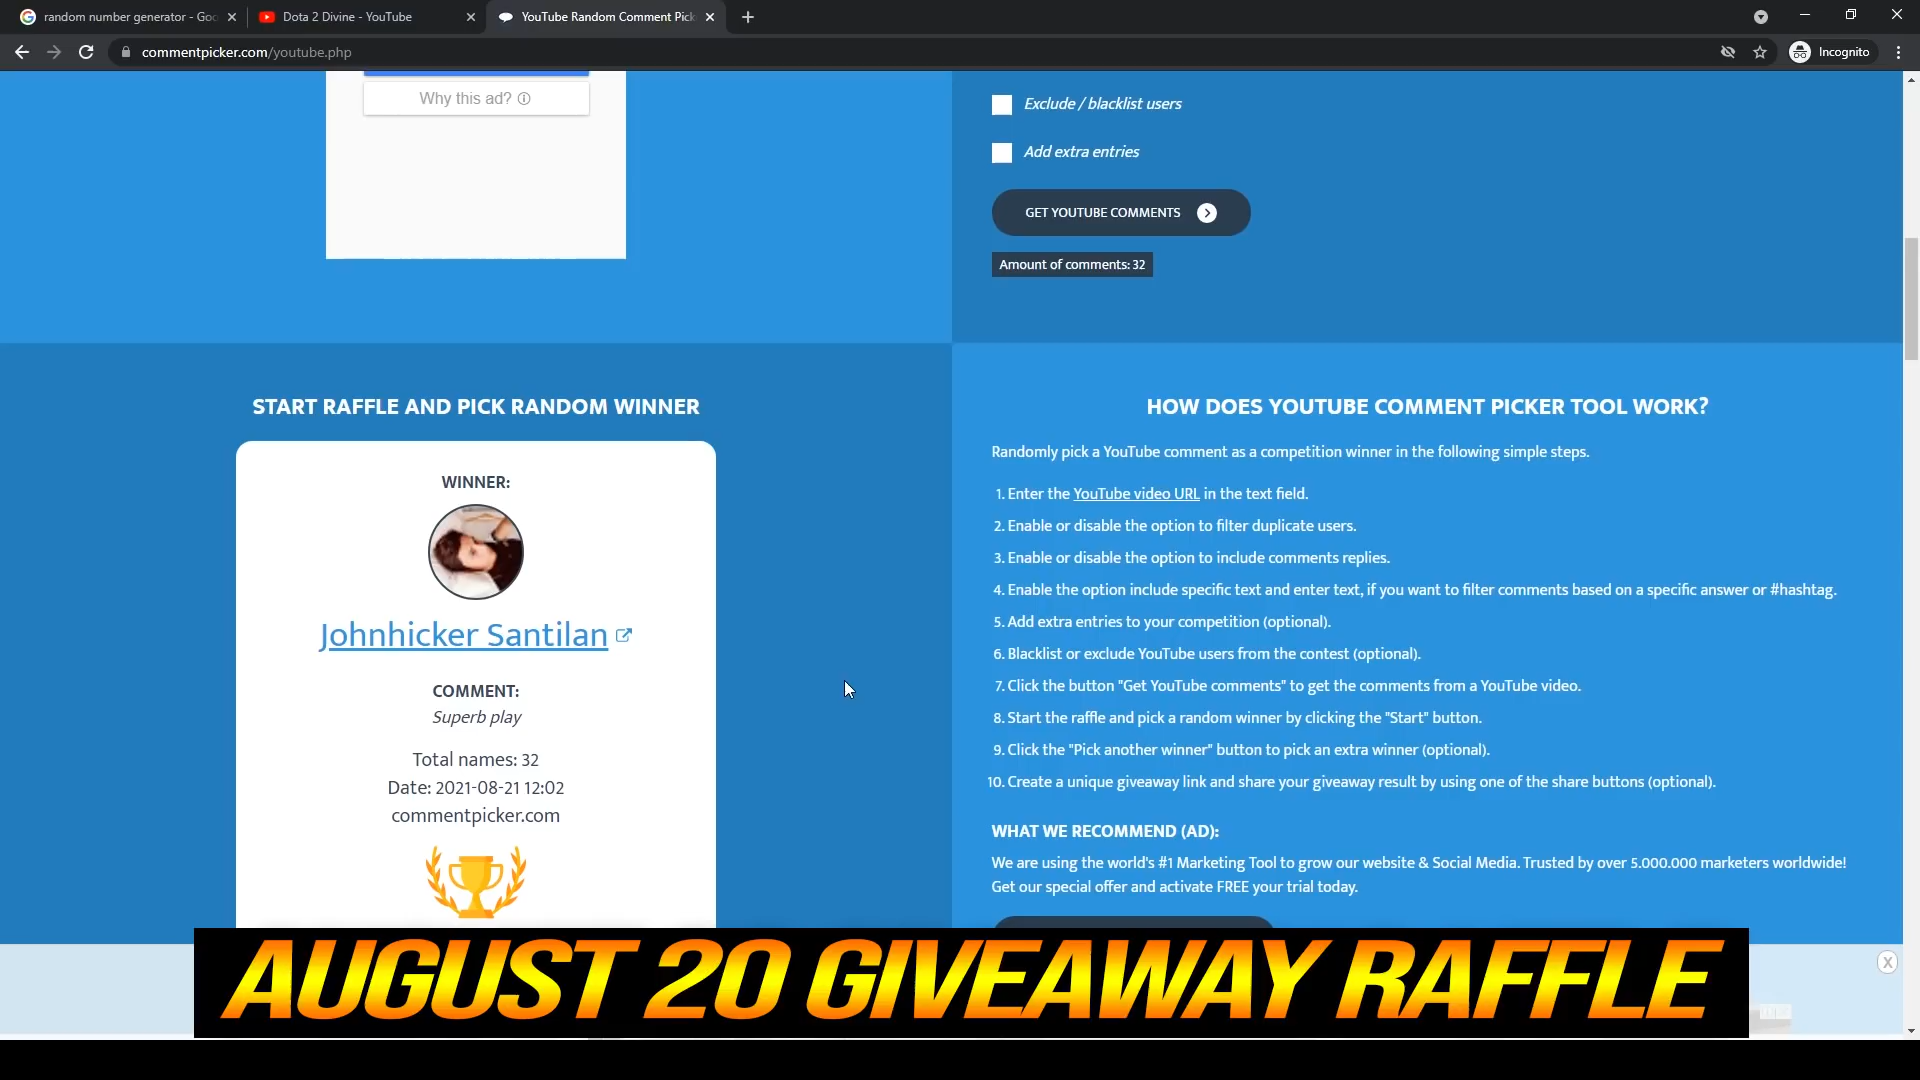 random number generator - Goo
Dota 2 Divine - YouTube
YouTube Random Comment Pick
commentpicker.com/youtube.php
Incognito
Why this ad?
Exclude / blacklist users
Add extra entries
GET YOUTUBE COMMENTS
Amount of comments: 32
START RAFFLE AND PICK RANDOM WINNER
WINNER:
Johnhicker Santilan
COMMENT:
Superb play
Total names: 32
Date: 2021-08-21 12:02
commentpicker.com
HOW DOES YOUTUBE COMMENT PICKER TOOL WORK?
Randomly pick a YouTube comment as a competition winner in the following simple steps.
1. Enter the YouTube video URL in the text field.
2. Enable or disable the option to filter duplicate users.
3. Enable or disable the option to include comments replies.
4. Enable the option include specific text and enter text, if you want to filter comments based on a specific answer or #hashtag.
5. Add extra entries to your competition (optional).
6. Blacklist or exclude YouTube users from the contest (optional).
7. Click the button "Get YouTube comments" to get the comments from a YouTube video.
8. Start the raffle and pick a random winner by clicking the "Start" button.
9. Click the "Pick another winner" button to pick an extra winner (optional).
10. Create a unique giveaway link and share your giveaway result by using one of the share buttons (optional).
WHAT WE RECOMMEND (AD):
We are using the world's #1 Marketing Tool to grow our website & Social Media. Trusted by over 5.000.000 marketers worldwide!
Get our special offer and activate FREE your trial today.
AUGUST 20 GIVEAWAY RAFFLE